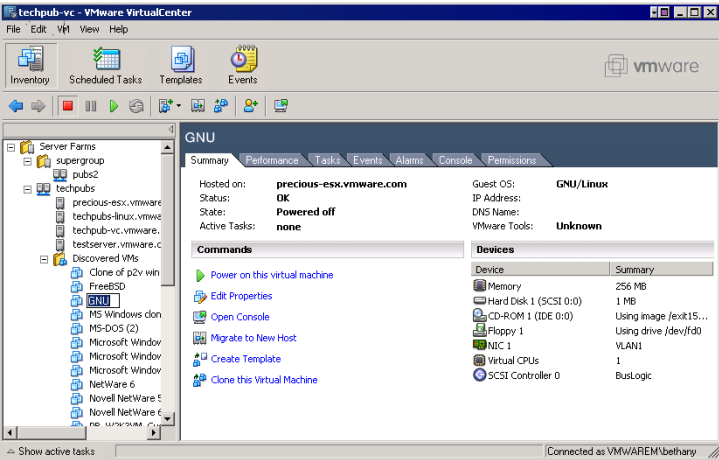 techpub-vc - VMware VirtualCenter
File Edit VM View Help
Inventory Scheduled Tasks Templates Events
vmware
GNU
Summary Performance Tasks Events Alarms Console Permissions
Server Farms
supergroup
pubs2
techpubs
precious-esx.vmware
techpubs-linux.vmwa
techpub-vc.vmware.
testserver.vmware.c
Discovered VMs
Clone of p2v win
FreeBSD
GNU
MS Windows clon
MS-DOS (2)
Microsoft Window
Microsoft Window
Microsoft Window
NetWare 6
Novell NetWare 5
Novell NetWare 6
Hosted on: precious-esx.vmware.com
Status: OK
State: Powered off
Active Tasks: none
Guest OS: GNU/Linux
IP Address:
DNS Name:
VMware Tools: Unknown
Commands
Power on this virtual machine
Edit Properties
Open Console
Migrate to New Host
Create Template
Clone this Virtual Machine
Devices
Device Summary
Memory 256 MB
Hard Disk 1 (SCSI 0:0) 1 MB
CD-ROM 1 (IDE 0:0) Using image /exit15...
Floppy 1 Using drive /dev/fd0
NIC 1 VLAN1
Virtual CPUs 1
SCSI Controller 0 BusLogic
Show active tasks
Connected as VMWAREM\bethany